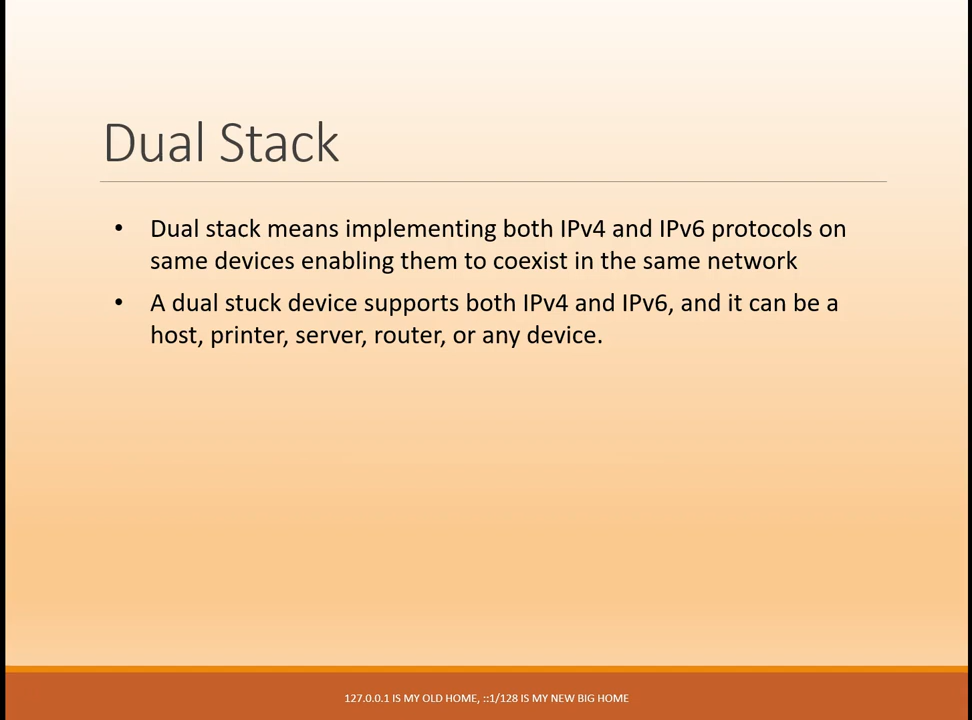 Dual Stack
• Dual stack means implementing both IPv4 and IPv6 protocols on
same devices enabling them to coexist in the same network
• A dual stuck device supports both IPv4 and IPv6, and it can be a
host, printer, server, router, or any device.
127.0.0.1 IS MY OLD HOME, ::1/128 IS MY NEW BIG HOME